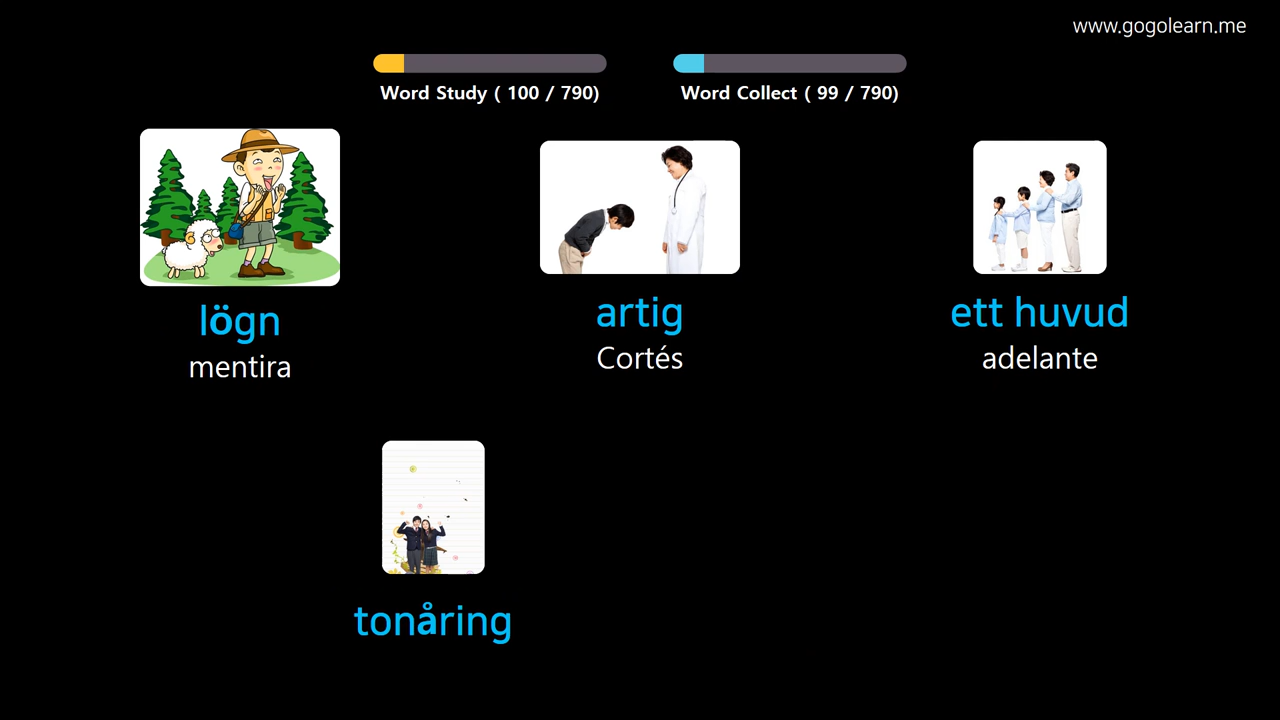 www.gogolearn.me
Word Study ( 100 / 790)
Word Collect ( 99 / 790)
lögn
mentira
artig
Cortés
ett huvud
adelante
tonåring